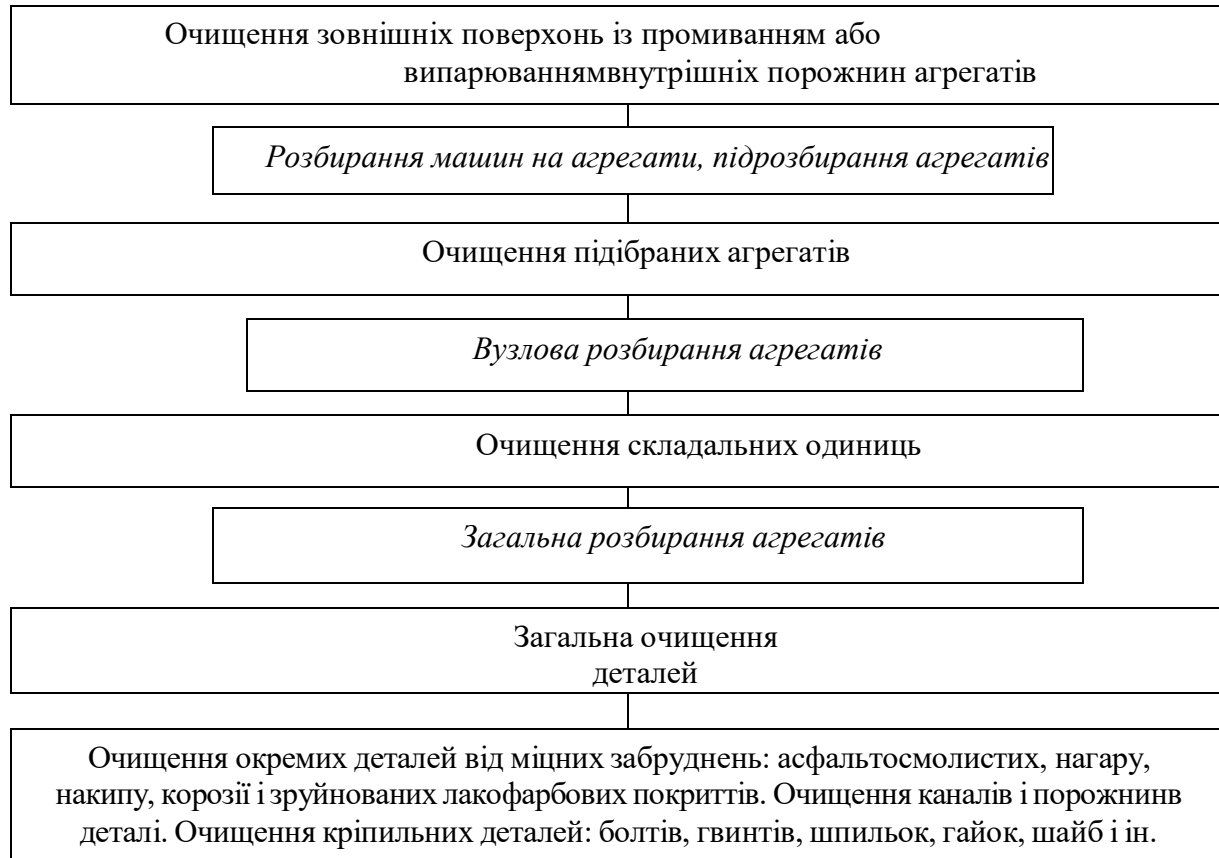 Очищення зовнішніх поверхонь із промиванням або
випарюваннямвнутрішніх порожнин агрегатів
Розбирання машин на агрегати, підрозбирання агрегатів
Очищення підібраних агрегатів
Вузлова розбирання агрегатів
Очищення складальних одиниць
Загальна розбирання агрегатів
Загальна очищення
деталей
Очищення окремих деталей від міцних забруднень: асфальтосмолистих, нагару,
накипу, корозії і зруйнованих лакофарбових покриттів. Очищення каналів і порожнинв
деталі. Очищення кріпильних деталей: болтів, гвинтів, шпильок, гайок, шайб і ін.